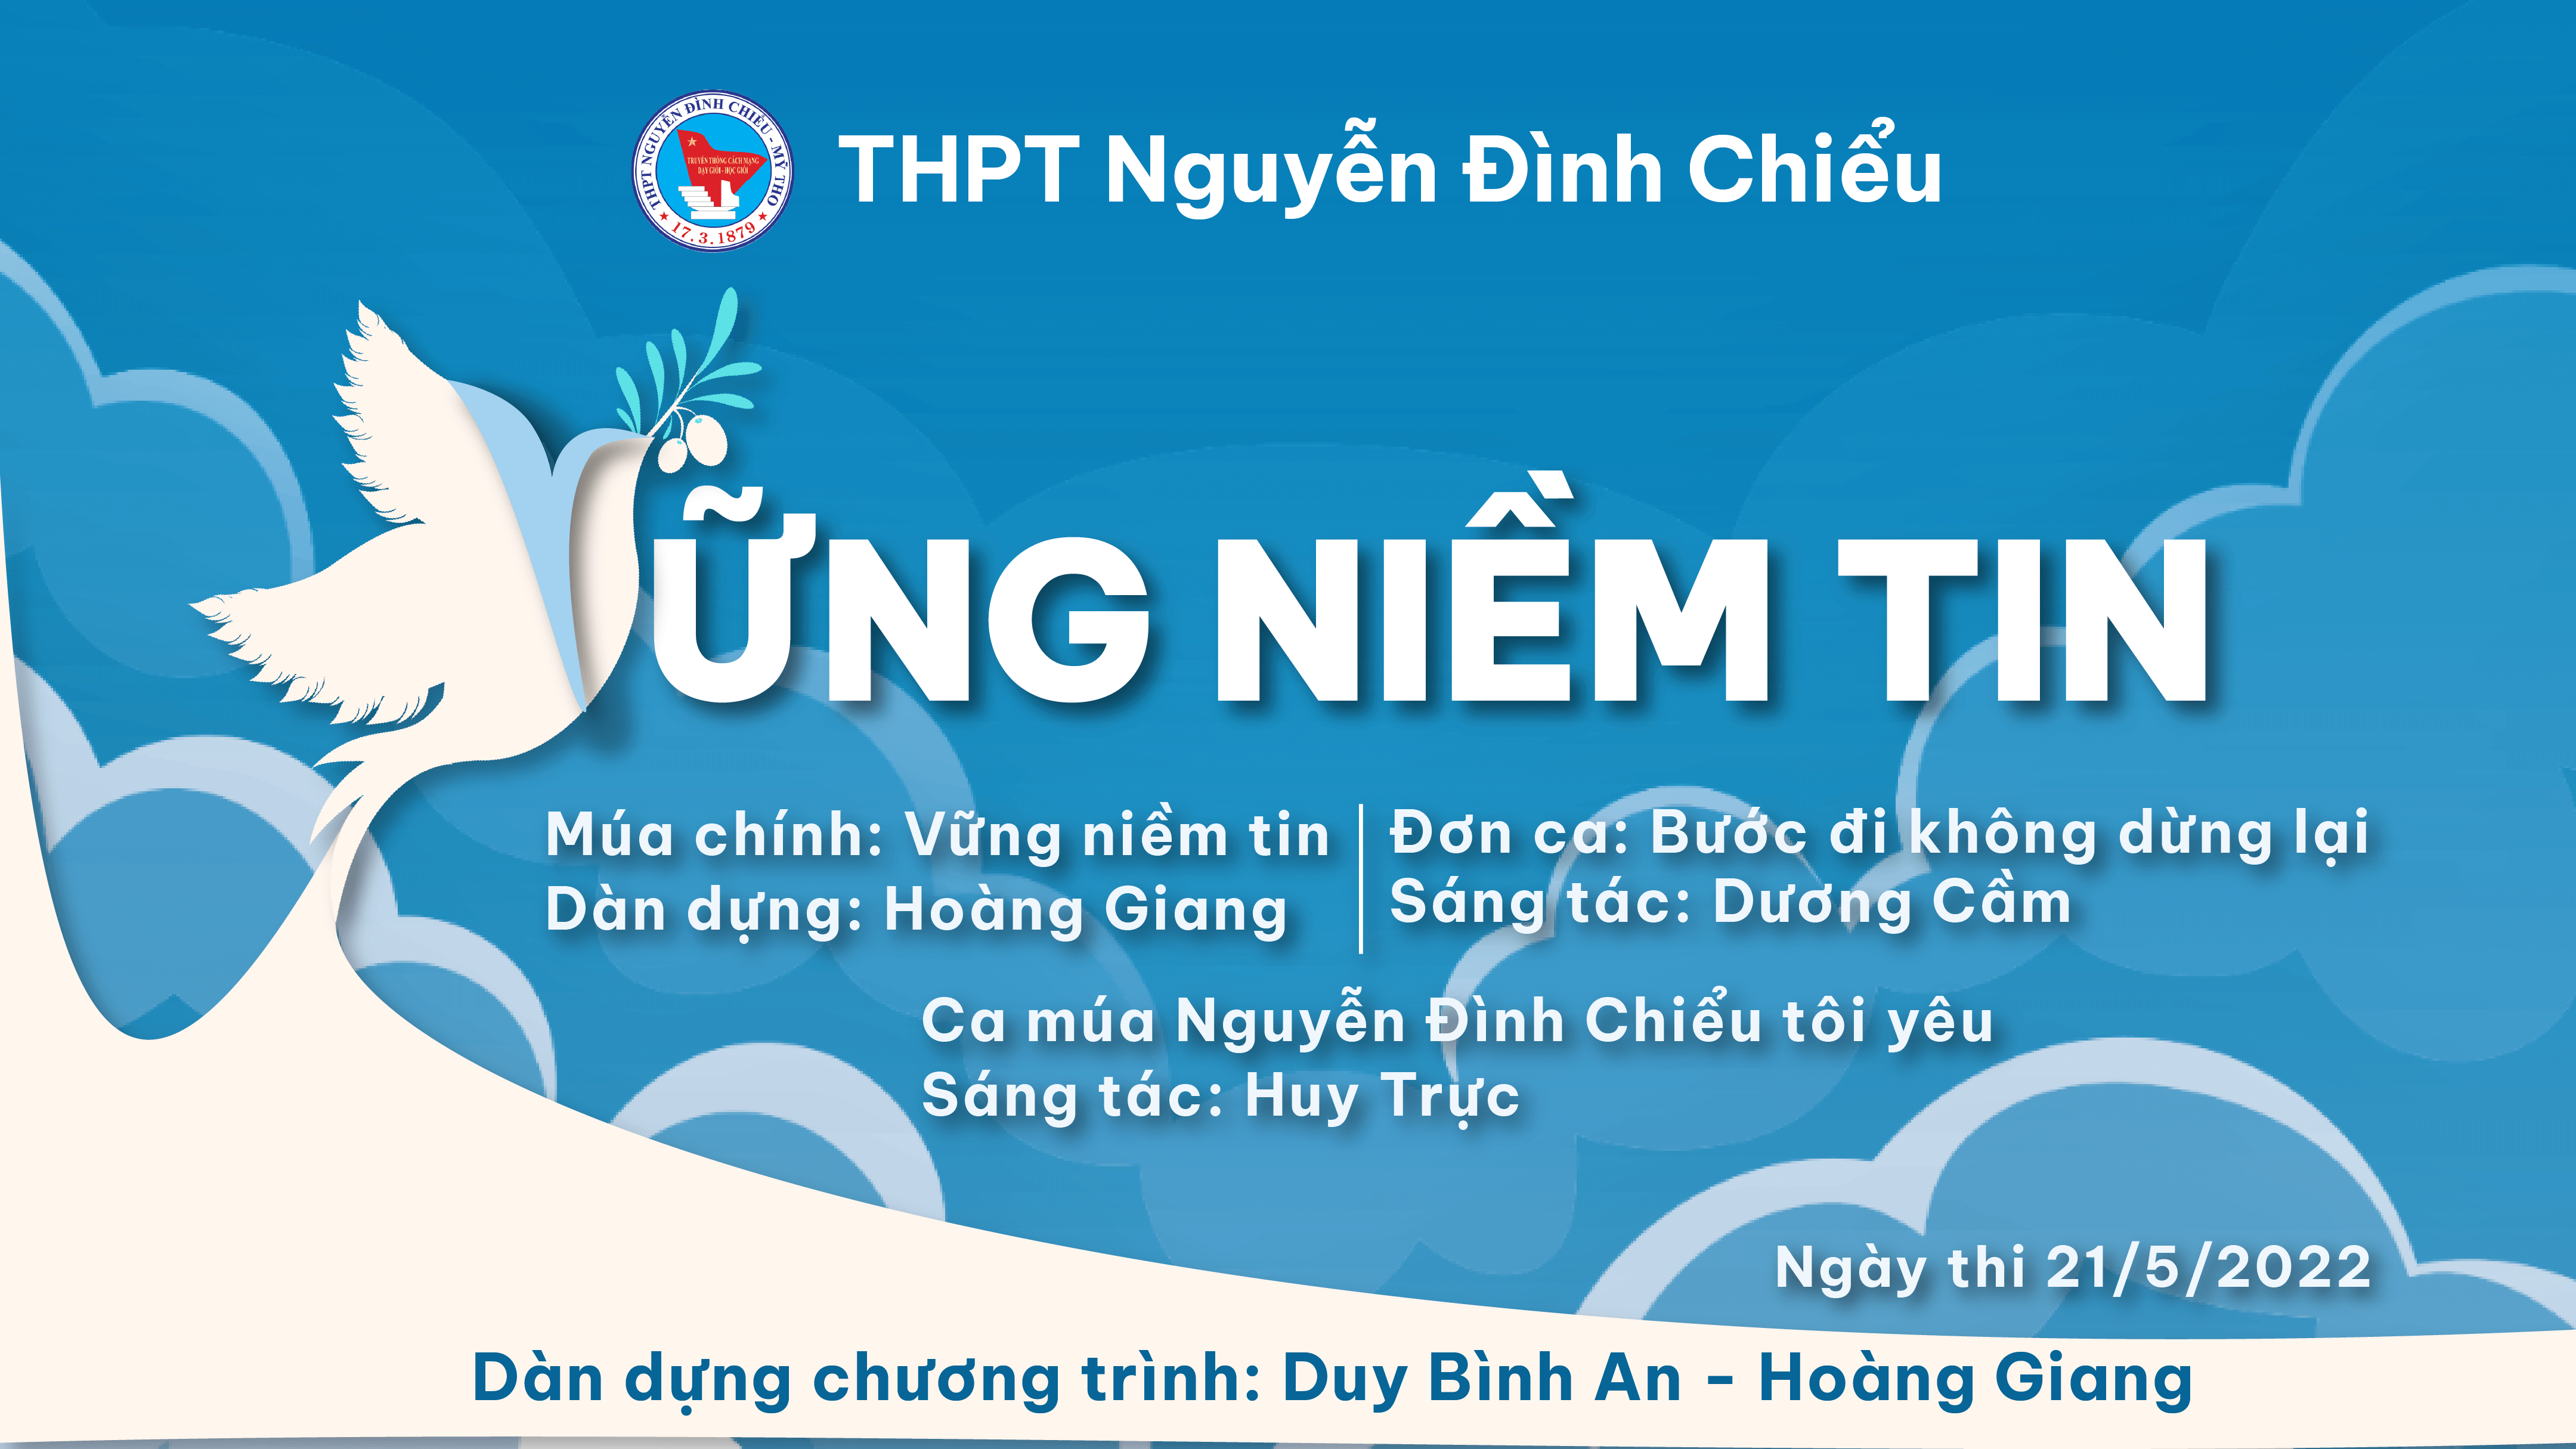 THPT NGUYỄN ĐÌNH CHIỂU - MỸ THO
TRUYỀN THỐNG CÁCH MẠNG
DẠY GIỎI - HỌC GIỎI
17.3.1879
THPT Nguyễn Đình Chiểu
VỮNG NIỀM TIN
Múa chính: Vững niềm tin
Dàn dựng: Hoàng Giang
Đơn ca: Bước đi không dừng lại
Sáng tác: Dương Cầm
Ca múa Nguyễn Đình Chiểu tôi yêu
Sáng tác: Huy Trực
Ngày thi 21/5/2022
Dàn dựng chương trình: Duy Bình An - Hoàng Giang